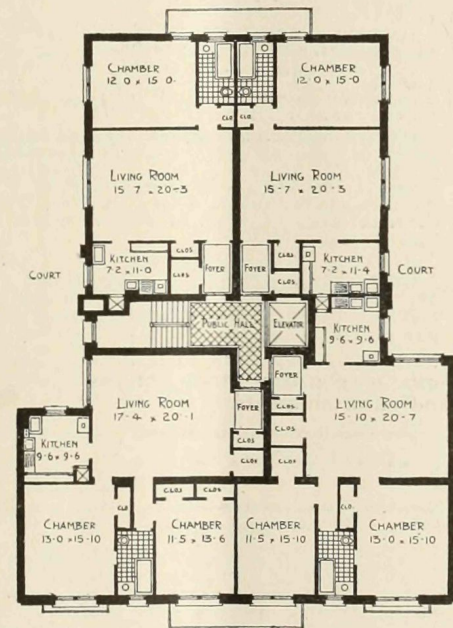 CHAMBER
12-0 x 15-0
CHAMBER
12-0 x 15-0
CLO
CLO
LIVING ROOM
15-7 x 20-3
LIVING ROOM
15-7 x 20-3
KITCHEN
7-2 x 11-0
CLOS
CLOS
FOYER
FOYER
CLOS
CLOS
KITCHEN
7-2 x 11-4
COURT
COURT
PUBLIC HALL
ELEVATOR
KITCHEN
9-6 x 9-6
FOYER
LIVING ROOM
17-4 x 20-1
FOYER
CLOS
CLOS
CLOS
CLOS
CLOS
LIVING ROOM
15-10 x 20-7
KITCHEN
9-6 x 9-6
CLO
CLOS
CLOS
CLO.
CHAMBER
13-0 x 15-10
CHAMBER
11-5 x 13-6
CHAMBER
11-5 x 15-10
CHAMBER
13-0 x 15-10